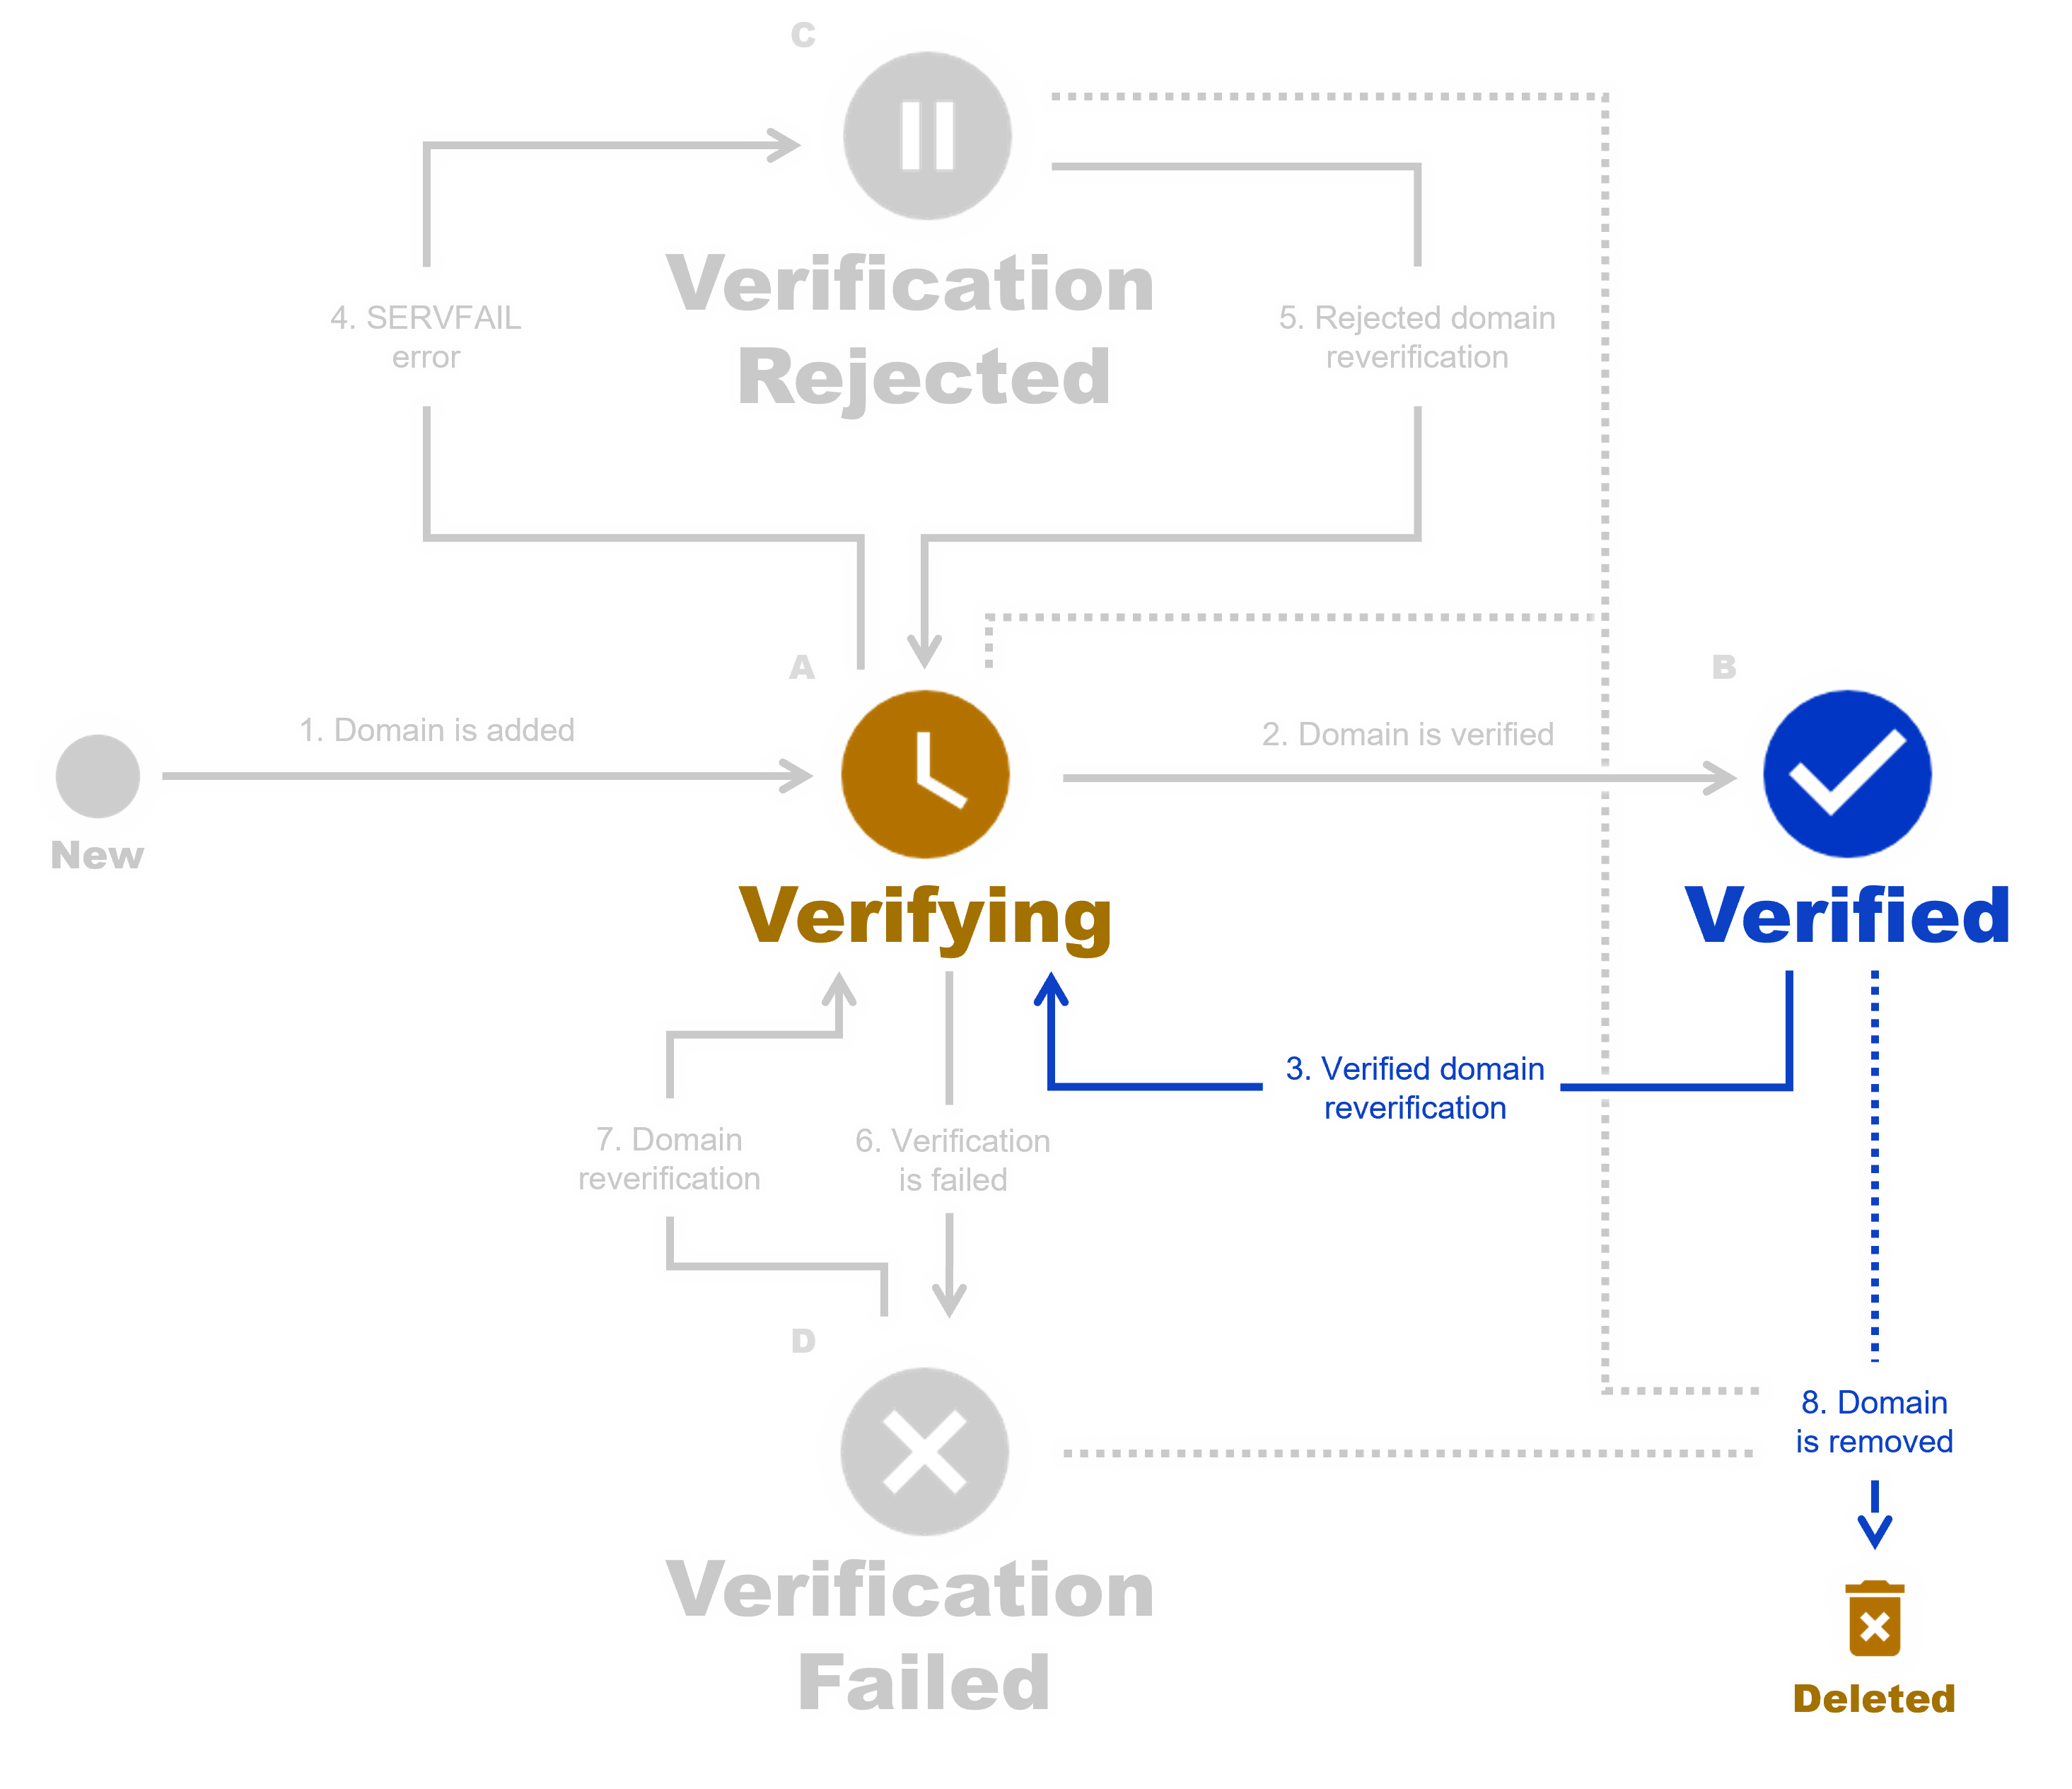 C
Verification
Rejected
4. SERVFAIL
error
5. Rejected domain
reverification
A
B
1. Domain is added
2. Domain is verified
New
Verifying
Verified
3. Verified domain
reverification
7. Domain
reverification
6. Verification
is failed
D
8. Domain
is removed
Verification
Failed
Deleted